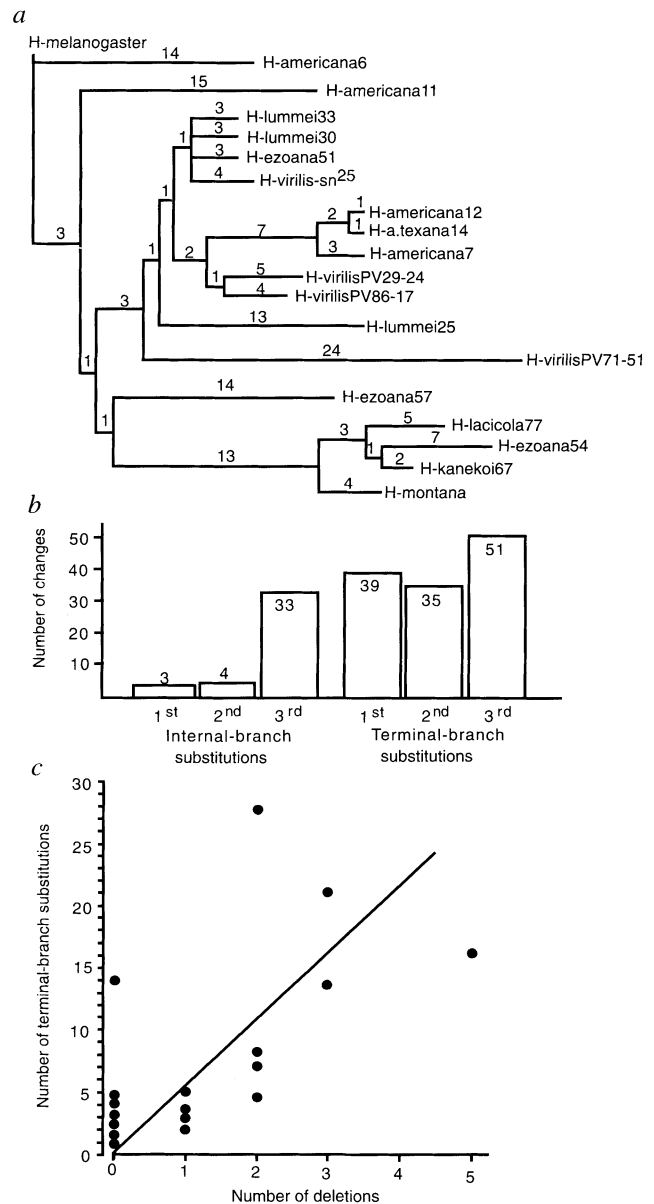 a
H-melanogaster
14
H-americana6
15
H-americana11
3
H-lummei33
3
H-lummei30
3
H-ezoana51
4
H-virilis-sn25
1
1
1
2
7
2
1
H-americana12
1
H-a.texana14
3
H-americana7
1
5
H-virilisPV29-24
4
H-virilisPV86-17
3
13
H-lummei25
3
24
H-virilisPV71-51
1
14
H-ezoana57
1
13
3
5
H-lacicola77
1
7
H-ezoana54
2
H-kanekoi67
4
H-montana
b
Number of changes
50
40
30
20
10
3
4
33
39
35
51
1st 2nd 3rd 1st 2nd 3rd
Internal-branch Terminal-branch
substitutions substitutions
c
Number of terminal-branch substitutions
30
25
20
15
10
5
0
0 1 2 3 4 5
Number of deletions